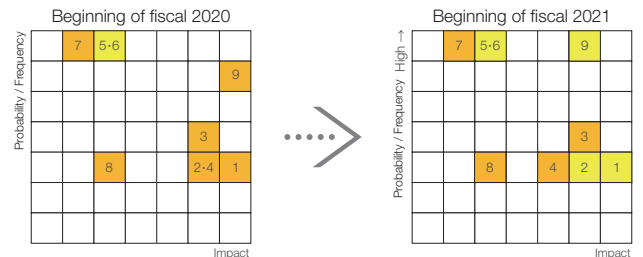 Beginning of fiscal 2020
Probability / Frequency
7
5·6
9
3
8
2·4
1
Impact
Beginning of fiscal 2021
Probability / Frequency High →
7
5·6
9
3
8
4
2
1
Impact